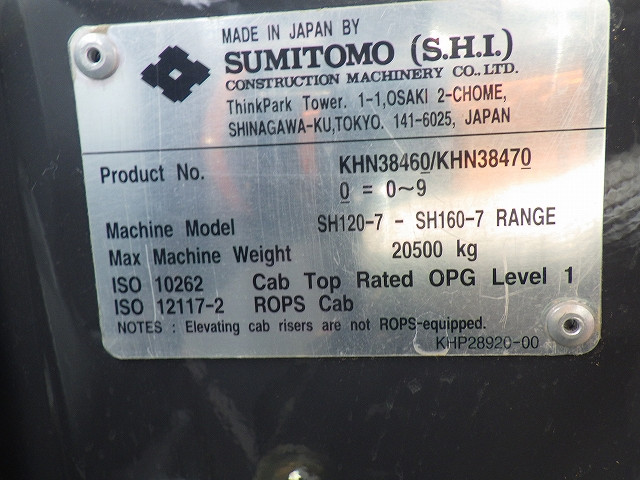 MADE IN JAPAN BY
SUMITOMO (S.H.I.)
CONSTRUCTION MACHINERY CO.,LTD.
ThinkPark Tower. 1-1,OSAKI 2-CHOME,
SHINAGAWA-KU,TOKYO. 141-6025, JAPAN
Product No. KHN38460/KHN38470
0 = 0~9
Machine Model SH120-7 - SH160-7 RANGE
Max Machine Weight 20500 kg
ISO 10262 Cab Top Rated OPG Level 1
ISO 12117-2 ROPS Cab
NOTES : Elevating cab risers are not ROPS-equipped.
KHP28920-00